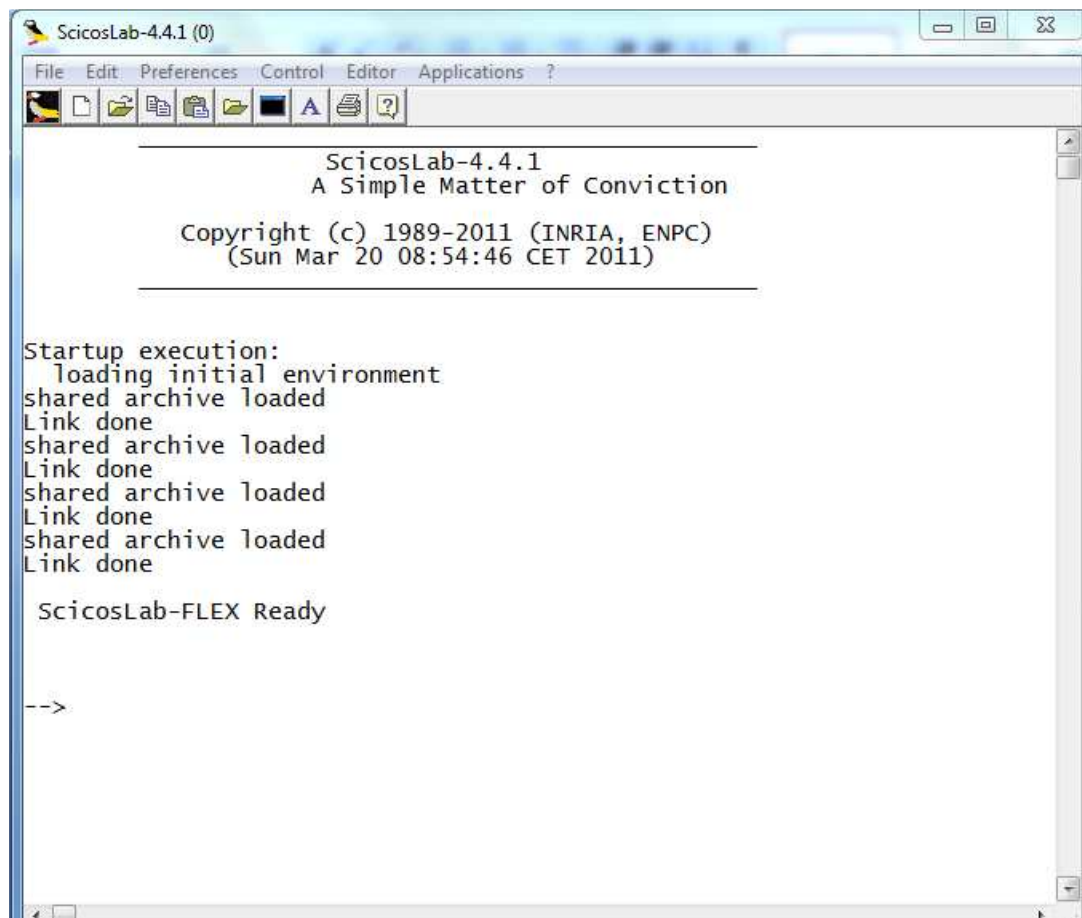 ScicosLab-4.4.1 (0)
File Edit Preferences Control Editor Applications ?
A
ScicosLab-4.4.1
A Simple Matter of Conviction
Copyright (c) 1989-2011 (INRIA, ENPC)
(Sun Mar 20 08:54:46 CET 2011)
Startup execution:
loading initial environment
shared archive loaded
Link done
shared archive loaded
Link done
shared archive loaded
Link done
shared archive loaded
Link done
ScicosLab-FLEX Ready
-->